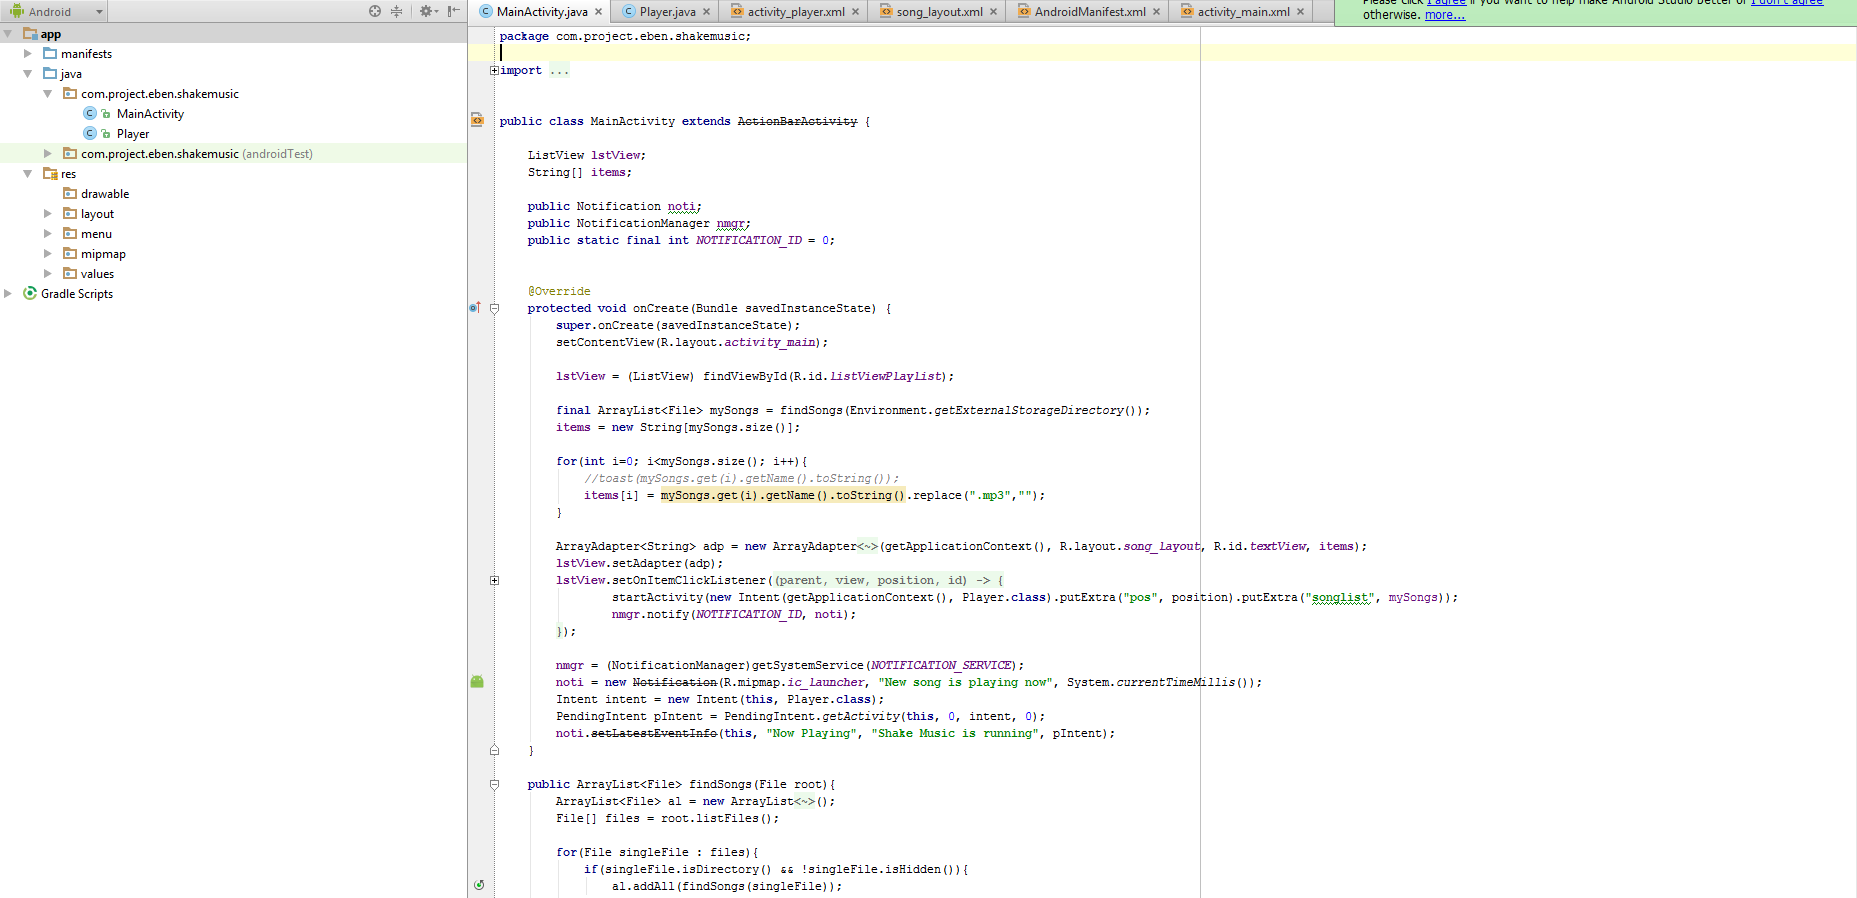 Android
MainActivity.java
Player.java
activity_player.xml
song_layout.xml
AndroidManifest.xml
activity_main.xml
Please click I agree if you want to help make Android Studio better or I don't agree
otherwise. more...
app
manifests
java
com.project.eben.shakemusic
MainActivity
Player
com.project.eben.shakemusic (androidTest)
res
drawable
layout
menu
mipmap
values
Gradle Scripts
package com.project.eben.shakemusic;
import ...
public class MainActivity extends ActionBarActivity {
ListView lstView;
String[] items;
public Notification noti;
public NotificationManager nmgr;
public static final int NOTIFICATION_ID = 0;
@Override
protected void onCreate(Bundle savedInstanceState) {
super.onCreate(savedInstanceState);
setContentView(R.layout.activity_main);
lstView = (ListView) findViewById(R.id.listViewPlaylist);
final ArrayList<File> mySongs = findSongs(Environment.getExternalStorageDirectory());
items = new String[mySongs.size()];
for(int i=0; i<mySongs.size(); i++){
//toast(mySongs.get(i).getName().toString());
items[i] = mySongs.get(i).getName().toString().replace(".mp3","");
}
ArrayAdapter<String> adp = new ArrayAdapter<~>(getApplicationContext(), R.layout.song_layout, R.id.textView, items);
lstView.setAdapter(adp);
lstView.setOnItemClickListener((parent, view, position, id) -> {
startActivity(new Intent(getApplicationContext(), Player.class).putExtra("pos", position).putExtra("songlist", mySongs));
nmgr.notify(NOTIFICATION_ID, noti);
});
nmgr = (NotificationManager)getSystemService(NOTIFICATION_SERVICE);
noti = new Notification(R.mipmap.ic_launcher, "New song is playing now", System.currentTimeMillis());
Intent intent = new Intent(this, Player.class);
PendingIntent pIntent = PendingIntent.getActivity(this, 0, intent, 0);
noti.setLatestEventInfo(this, "Now Playing", "Shake Music is running", pIntent);
}
public ArrayList<File> findSongs(File root){
ArrayList<File> al = new ArrayList<~>();
File[] files = root.listFiles();
for(File singleFile : files){
if(singleFile.isDirectory() && !singleFile.isHidden()){
al.addAll(findSongs(singleFile));